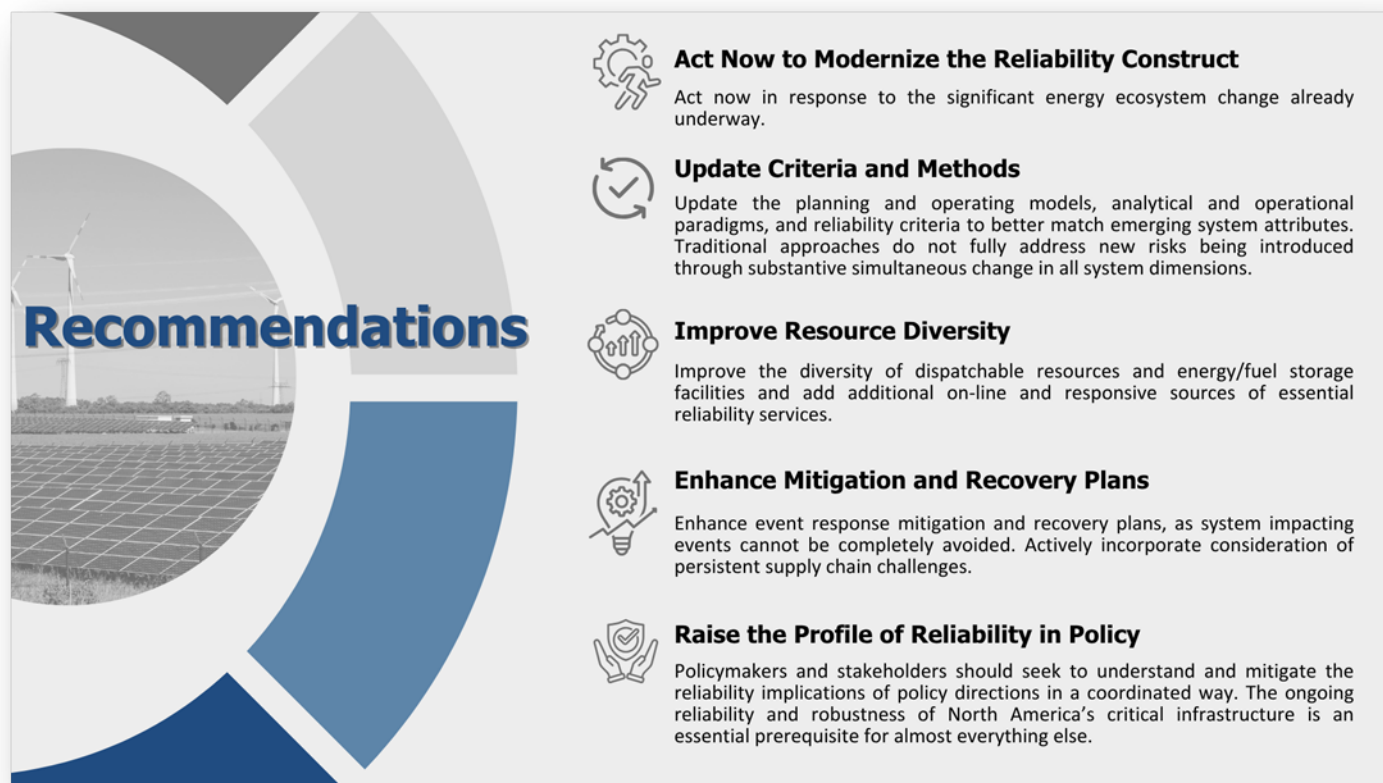 Recommendations
Act Now to Modernize the Reliability Construct
Act now in response to the significant energy ecosystem change already
underway.
Update Criteria and Methods
Update the planning and operating models, analytical and operational
paradigms, and reliability criteria to better match emerging system attributes.
Traditional approaches do not fully address new risks being introduced
through substantive simultaneous change in all system dimensions.
Improve Resource Diversity
Improve the diversity of dispatchable resources and energy/fuel storage
facilities and add additional on-line and responsive sources of essential
reliability services.
Enhance Mitigation and Recovery Plans
Enhance event response mitigation and recovery plans, as system impacting
events cannot be completely avoided. Actively incorporate consideration of
persistent supply chain challenges.
Raise the Profile of Reliability in Policy
Policymakers and stakeholders should seek to understand and mitigate the
reliability implications of policy directions in a coordinated way. The ongoing
reliability and robustness of North America’s critical infrastructure is an
essential prerequisite for almost everything else.